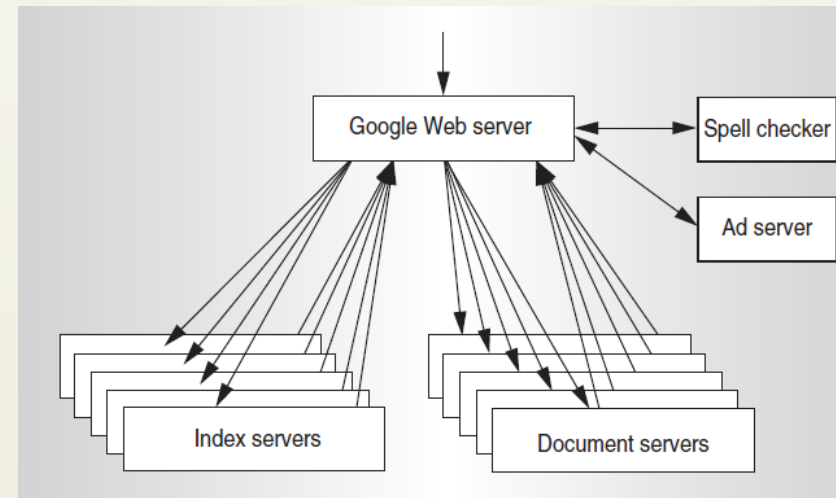 Google Web server
Spell checker
Ad server
Index servers
Document servers